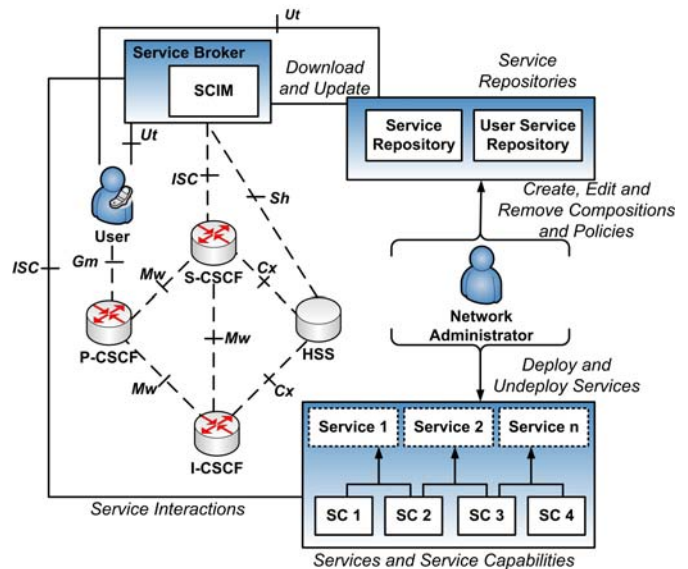 Ut
Service Broker
SCIM
Download
and Update
Service
Repositories
Service
Repository
User Service
Repository
Ut
ISC
Sh
User
Create, Edit and
Remove Compositions
and Policies
ISC
Gm
Mw
S-CSCF
Cx
Network
Administrator
P-CSCF
Mw
HSS
Mw
Cx
Deploy and
Undeploy Services
I-CSCF
Service 1
Service 2
Service n
Service Interactions
SC 1
SC 2
SC 3
SC 4
Services and Service Capabilities